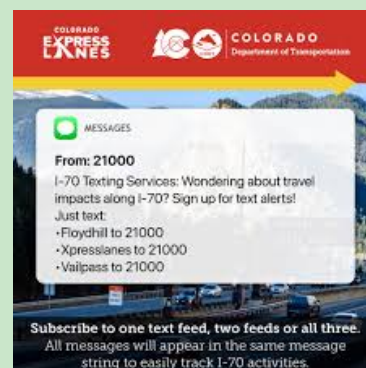 COLORADO
EXPRESS
LANES
COLORADO
Department of Transportation
MESSAGES
From: 21000
I-70 Texting Services: Wondering about travel
impacts along I-70? Sign up for text alerts!
Just text:
•Floydhill to 21000
•Xpresslanes to 21000
•Vailpass to 21000
Subscribe to one text feed, two feeds or all three.
All messages will appear in the same message
string to easily track I-70 activities.